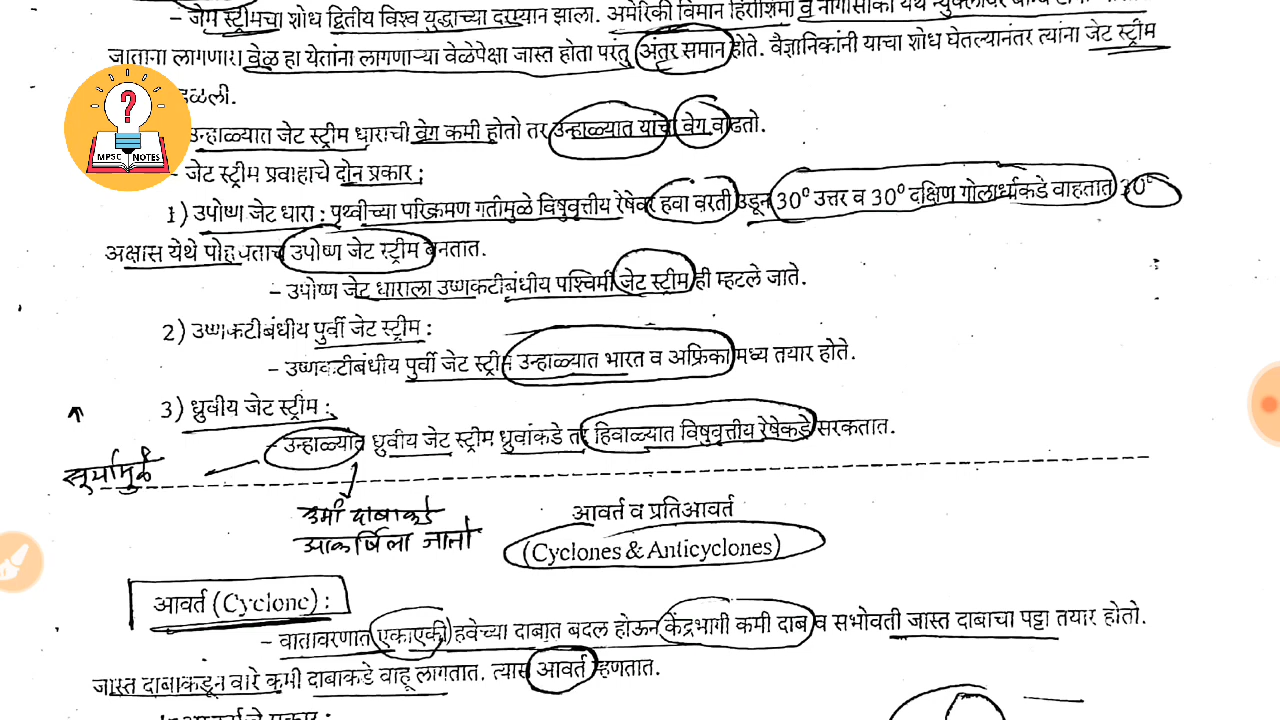 – जेम स्ट्रीमचा शोध द्वितीय विश्व युद्धाच्या दरम्यान झाला. अमेरिकी विमान हिरोशिमा व नागासाकी येथे
जाताना लागणारा वेळ हा येतांना लागणाऱ्या वेळेपेक्षा जास्त होता परंतु अंतर समान होते. वैज्ञानिकांनी याचा शोध घेतल्यानंतर त्यांना जेट स्ट्रीम
ढळली.
उन्हाळ्यात जेट स्ट्रीम धाराची वेग कमी होतो तर उन्हाळ्यात यांचा वेग वाढतो.
– जेट स्ट्रीम प्रवाहाचे दोन प्रकार :
1) उपोष्ण जेट धारा : पृथ्वीच्या परिक्रमण गतीमुळे विषुवृत्तीय रेषेवर हवा वरती उडून 30° उत्तर व 30° दक्षिण गोलार्धाकडे वाहतात 30°
अक्षास येथे पोहचताच उपोष्ण जेट स्ट्रीम बनतात.
– उपोष्ण जेट धाराला उष्णकटीबंधीय पश्चिमी जेट स्ट्रीम ही म्हटले जाते.
2) उष्णकटीबंधीय पुर्वी जेट स्ट्रीम :
– उष्णकटीबंधीय पुर्वी जेट स्ट्रीम उन्हाळ्यात भारत व अफ्रिका मध्य तयार होते.
3) ध्रुवीय जेट स्ट्रीम :
– उन्हाळ्यात ध्रुवीय जेट स्ट्रीम ध्रुवांकडे तर हिवाळ्यात विषुवृत्तीय रेषेकडे सरकतात.
सूर्यामुळे
कमी दाबाकडे
आकर्षिला जातो
आवर्त व प्रतिआवर्त
(Cyclones & Anticyclones)
आवर्त (Cyclone) :
– वातावरणात एकाएकी हवेच्या दाबात बदल होऊन केंद्रभागी कमी दाब व सभोवती जास्त दाबाचा पट्टा तयार होतो.
जास्त दाबाकडून वारे कमी दाबाकडे वाहू लागतात. त्यास आवर्त म्हणतात.
MPSC NOTES